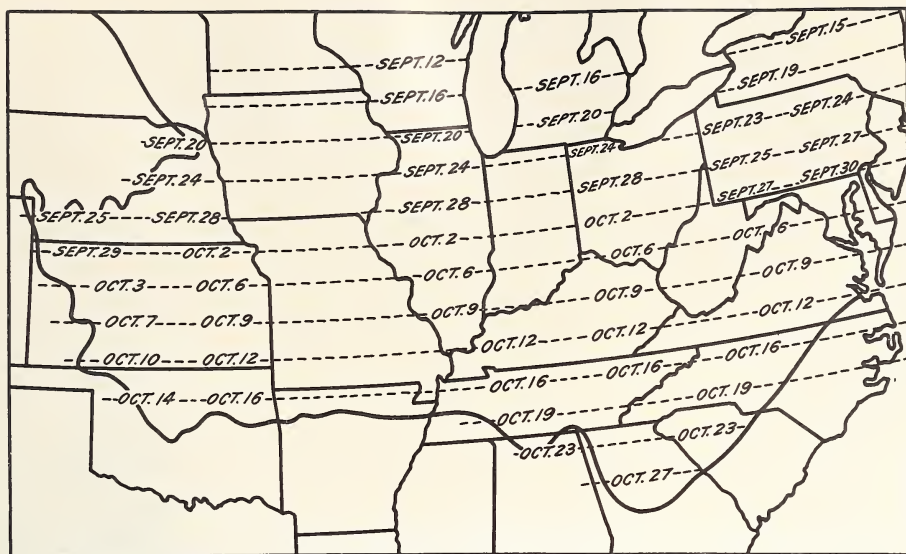 SEPT. 15
SEPT. 12
SEPT. 16
SEPT. 19
SEPT. 16
SEPT. 20
SEPT. 23
SEPT. 24
SEPT. 20
SEPT. 20
SEPT. 24
SEPT. 25
SEPT. 27
SEPT. 24
SEPT. 24
SEPT. 28
SEPT. 27
SEPT. 30
SEPT. 25
SEPT. 28
SEPT. 28
OCT. 2
OCT. 6
SEPT. 29
OCT. 2
OCT. 2
OCT. 6
OCT. 9
OCT. 3
OCT. 6
OCT. 6
OCT. 9
OCT. 12
OCT. 7
OCT. 9
OCT. 9
OCT. 12
OCT. 12
OCT. 16
OCT. 10
OCT. 12
OCT. 16
OCT. 16
OCT. 19
OCT. 14
OCT. 16
OCT. 19
OCT. 23
OCT. 23
OCT. 27